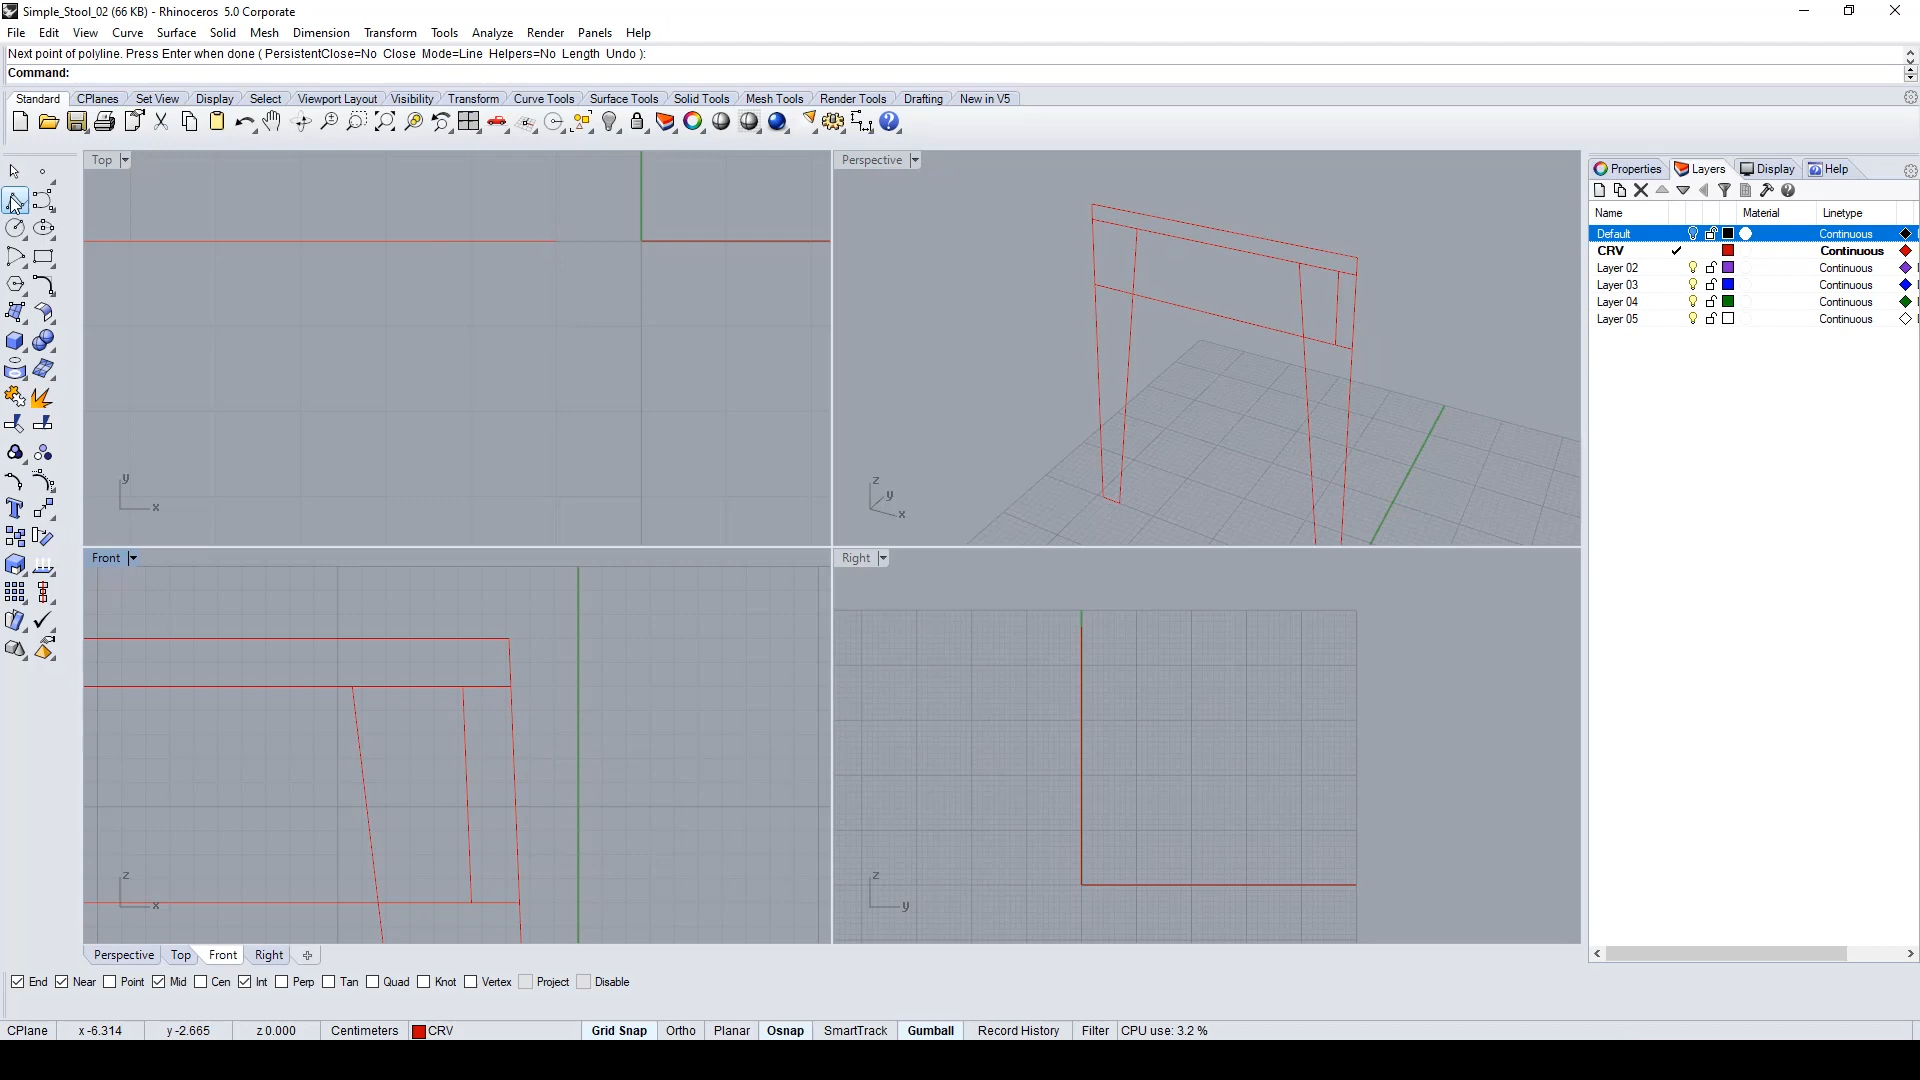 Simple_Stool_02 (66 KB) - Rhinoceros 5.0 Corporate
File Edit View Curve Surface Solid Mesh Dimension Transform Tools Analyze Render Panels Help
Next point of polyline. Press Enter when done ( PersistentClose=No Close Mode=Line Helpers=No Length Undo ):
Command:
Standard CPlanes Set View Display Select Viewport Layout Visibility Transform Curve Tools Surface Tools Solid Tools Mesh Tools Render Tools Drafting New in V5
Top
y
x
Perspective
z
y
x
Front
z
x
Right
z
y
Properties Layers Display Help
Name Material Linetype
Default Continuous
CRV Continuous
Layer 02 Continuous
Layer 03 Continuous
Layer 04 Continuous
Layer 05 Continuous
Perspective Top Front Right
End Near Point Mid Cen Int Perp Tan Quad Knot Vertex Project Disable
CPlane x -6.314 y -2.665 z 0.000 Centimeters CRV Grid Snap Ortho Planar Osnap SmartTrack Gumball Record History Filter CPU use: 3.2 %